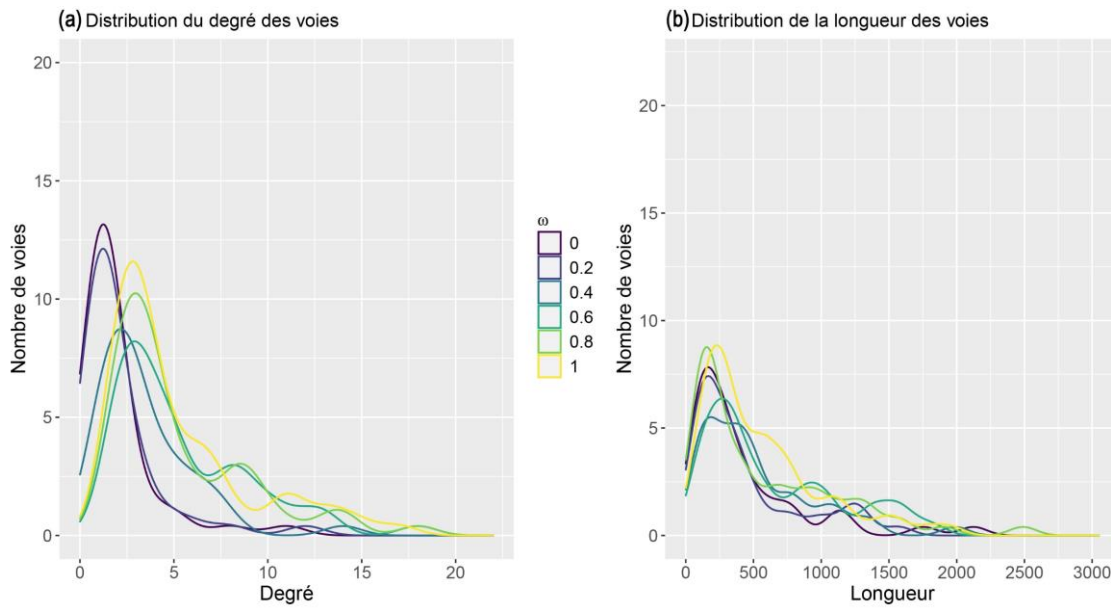 (a) Distribution du degré des voies
20
15
10
5
0
0 5 10 15 20
Nombre de voies
Degré
ω
0
0.2
0.4
0.6
0.8
1
(b) Distribution de la longueur des voies
20
15
10
5
0
0 500 1000 1500 2000 2500 3000
Nombre de voies
Longueur